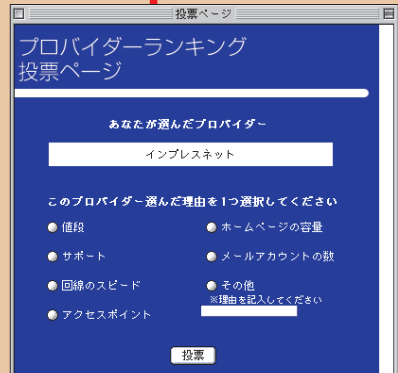 投票ページ
プロバイダーランキング
投票ページ
あなたが選んだプロバイダー
インプレスネット
このプロバイダー選んだ理由を1つ選択してください
値段
ホームページの容量
サポート
メールアカウントの数
回線のスピード
その他
※理由を記入してください
アクセスポイント
投票